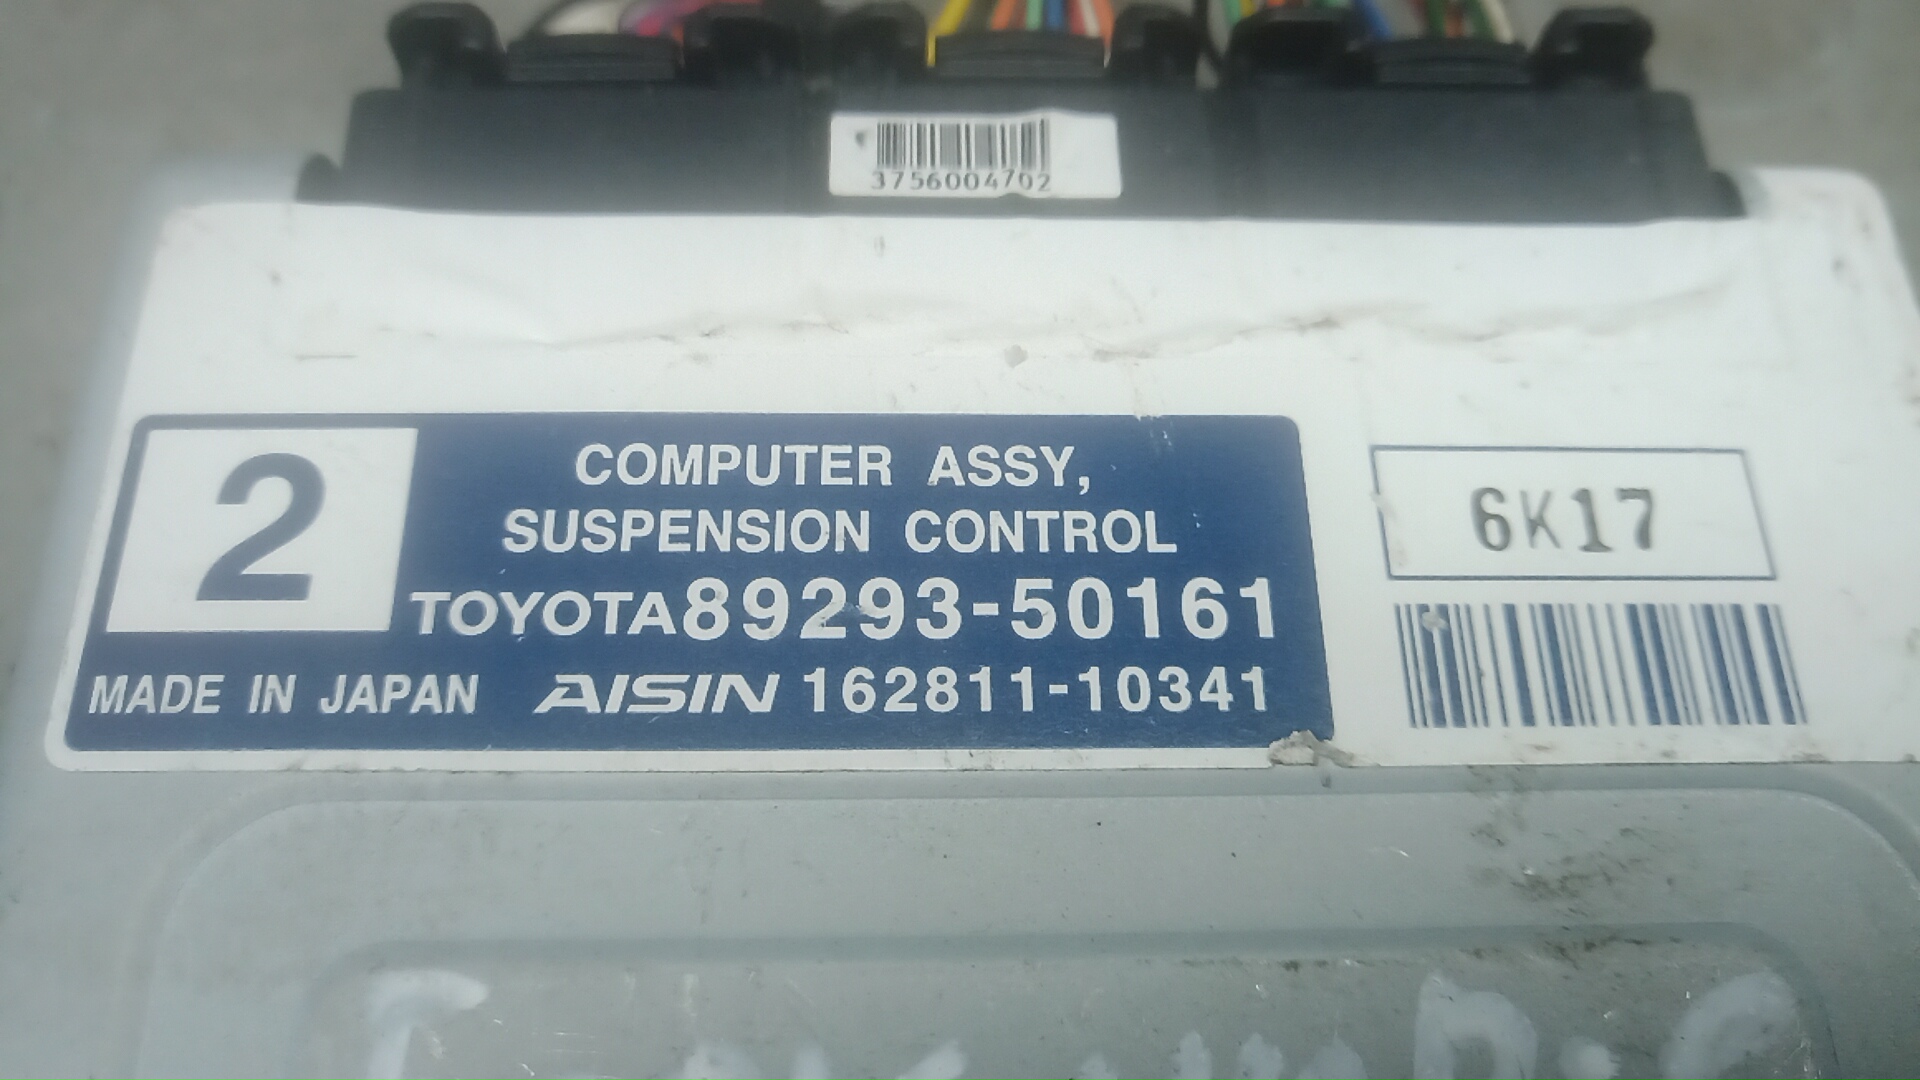 3756004702
2
COMPUTER ASSY,
SUSPENSION CONTROL
TOYOTA 89293-50161
MADE IN JAPAN AISIN 162811-10341
6K17